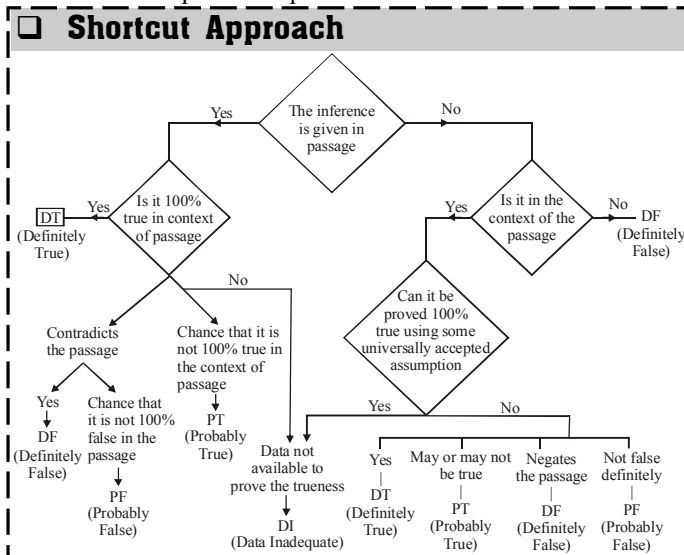 ❑ Shortcut Approach
The inference
is given in
passage
Yes
No
Is it 100%
true in context
of passage
Yes
DT
(Definitely
True)
Is it in the
context of the
passage
Yes
No
DF
(Definitely
False)
No
Can it be
proved 100%
true using some
universally accepted
assumption
Contradicts
the passage
Chance that it is
not 100% true in
the context of
passage
Yes
DF
(Definitely
False)
Chance that
it is not 100%
false in the
passage
PF
(Probably
False)
PT
(Probably
True)
Data not
available to
prove the trueness
DI
(Data Inadequate)
Yes
No
Yes
DT
(Definitely
True)
May or may not
be true
PT
(Probably
True)
Negates
the passage
DF
(Definitely
False)
Not false
definitely
PF
(Probably
False)